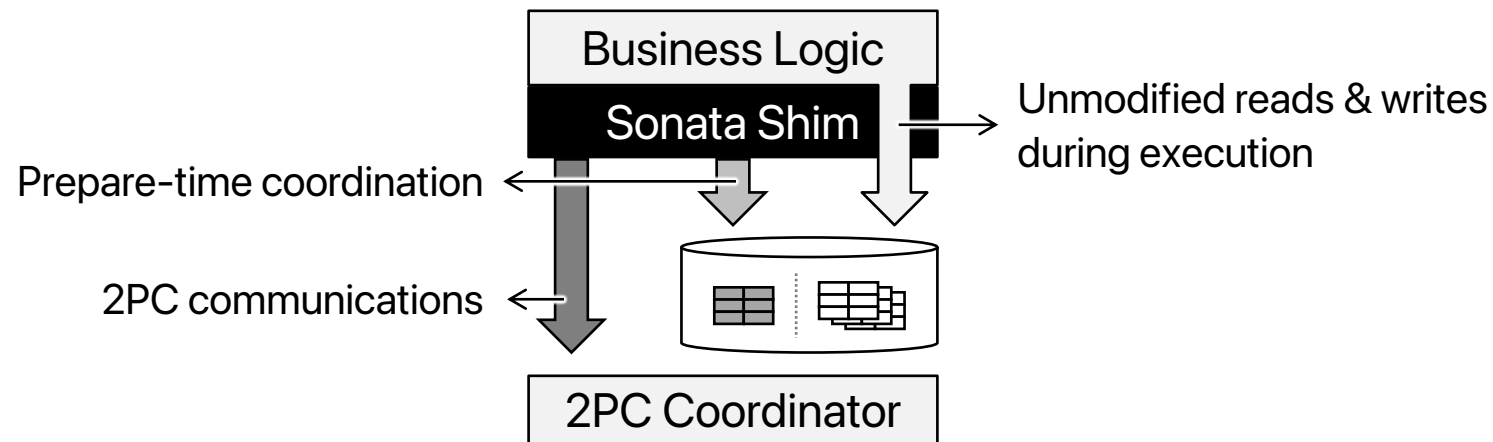 Business Logic
Sonata Shim
Unmodified reads & writes
during execution
Prepare-time coordination
2PC communications
2PC Coordinator